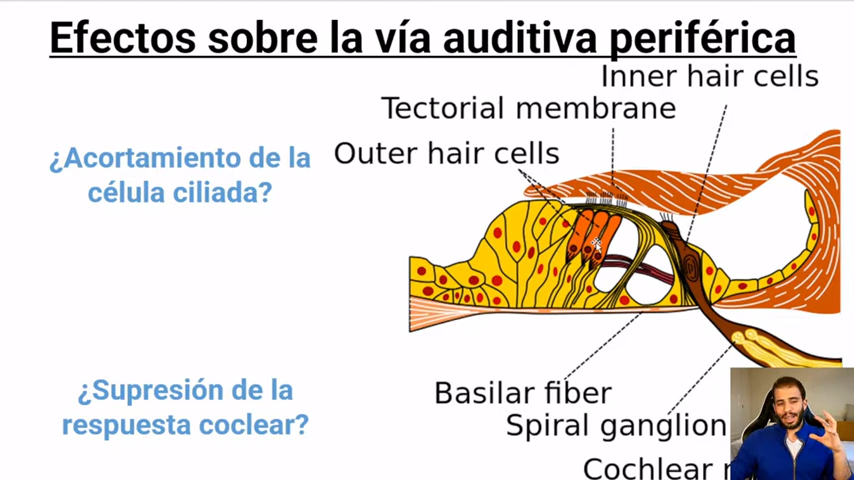 Efectos sobre la vía auditiva periférica
Inner hair cells
Tectorial membrane
Outer hair cells
¿Acortamiento de la
célula ciliada?
¿Supresión de la
respuesta coclear?
Basilar fiber
Spiral ganglion
Cochlear